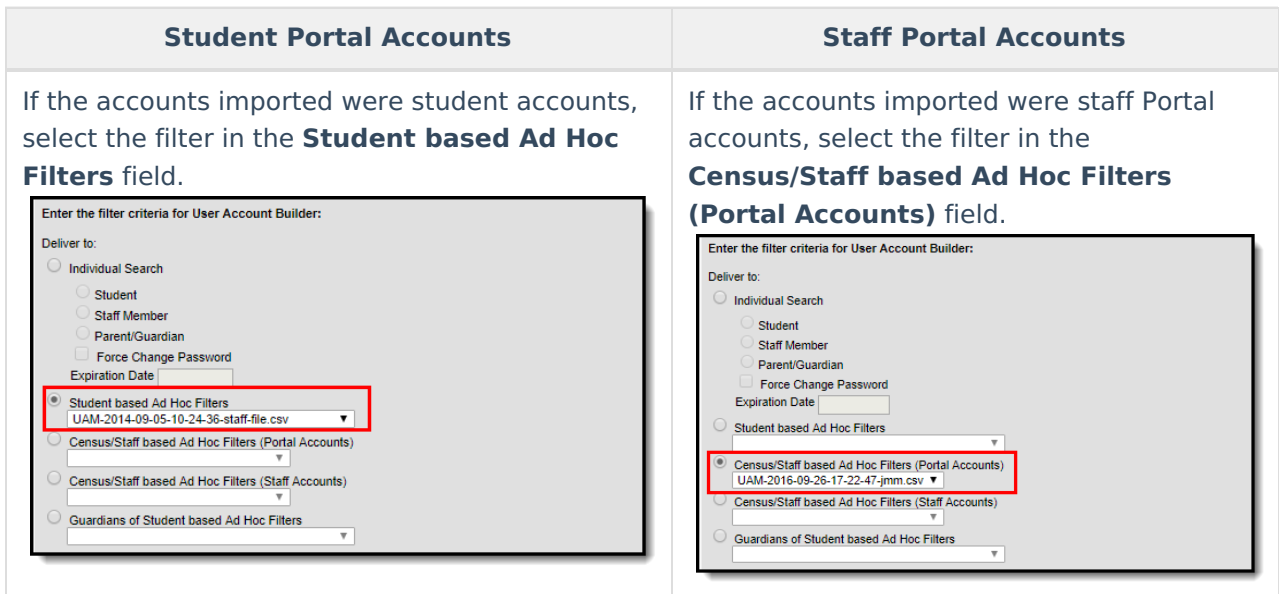 Student Portal Accounts
Staff Portal Accounts
If the accounts imported were student accounts,
select the filter in the Student based Ad Hoc
Filters field.
Enter the filter criteria for User Account Builder:
Deliver to:
Individual Search
Student
Staff Member
Parent/Guardian
Force Change Password
Expiration Date
Student based Ad Hoc Filters
UAM-2014-09-05-10-24-36-staff-file.csv
Census/Staff based Ad Hoc Filters (Portal Accounts)
Census/Staff based Ad Hoc Filters (Staff Accounts)
Guardians of Student based Ad Hoc Filters
If the accounts imported were staff Portal
accounts, select the filter in the
Census/Staff based Ad Hoc Filters
(Portal Accounts) field.
Enter the filter criteria for User Account Builder:
Deliver to:
Individual Search
Student
Staff Member
Parent/Guardian
Force Change Password
Expiration Date
Student based Ad Hoc Filters
Census/Staff based Ad Hoc Filters (Portal Accounts)
UAM-2016-09-26-17-22-47-jmm.csv
Census/Staff based Ad Hoc Filters (Staff Accounts)
Guardians of Student based Ad Hoc Filters